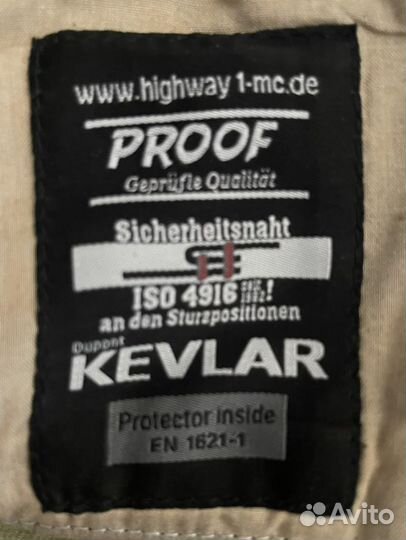 www.highway1-mc.de
PROOF
Geprüfte Qualität
Sicherheitsnaht
ISO 4916 !
an den Sturzpositionen
Dupont
KEVLAR
Protector inside
EN 1621-1
Avito